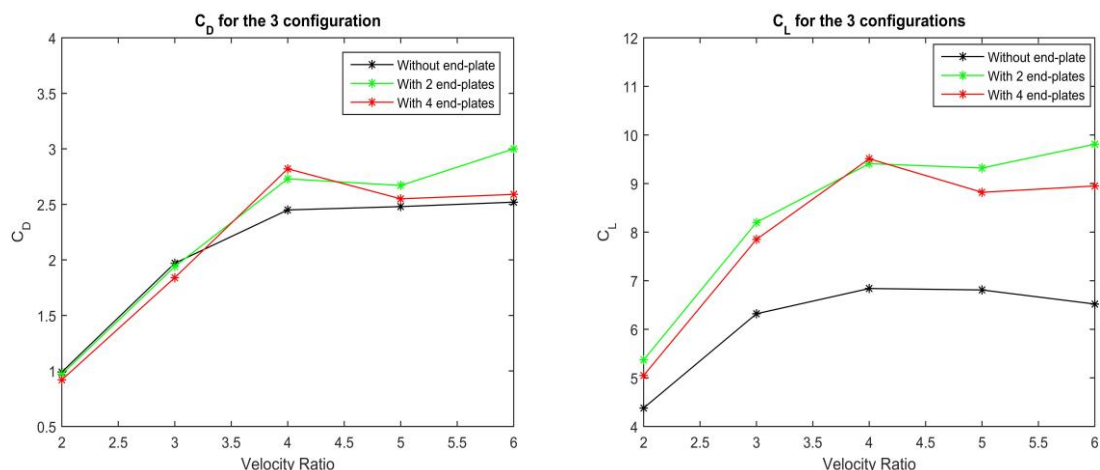 C_D for the 3 configuration
4
3.5
3
2.5
2
1.5
1
0.5
C_D
2 2.5 3 3.5 4 4.5 5 5.5 6
Velocity Ratio
Without end-plate
With 2 end-plates
With 4 end-plates
C_L for the 3 configurations
12
11
10
9
8
7
6
5
4
C_L
2 2.5 3 3.5 4 4.5 5 5.5 6
Velocity Ratio
Without end-plate
With 2 end-plates
With 4 end-plates